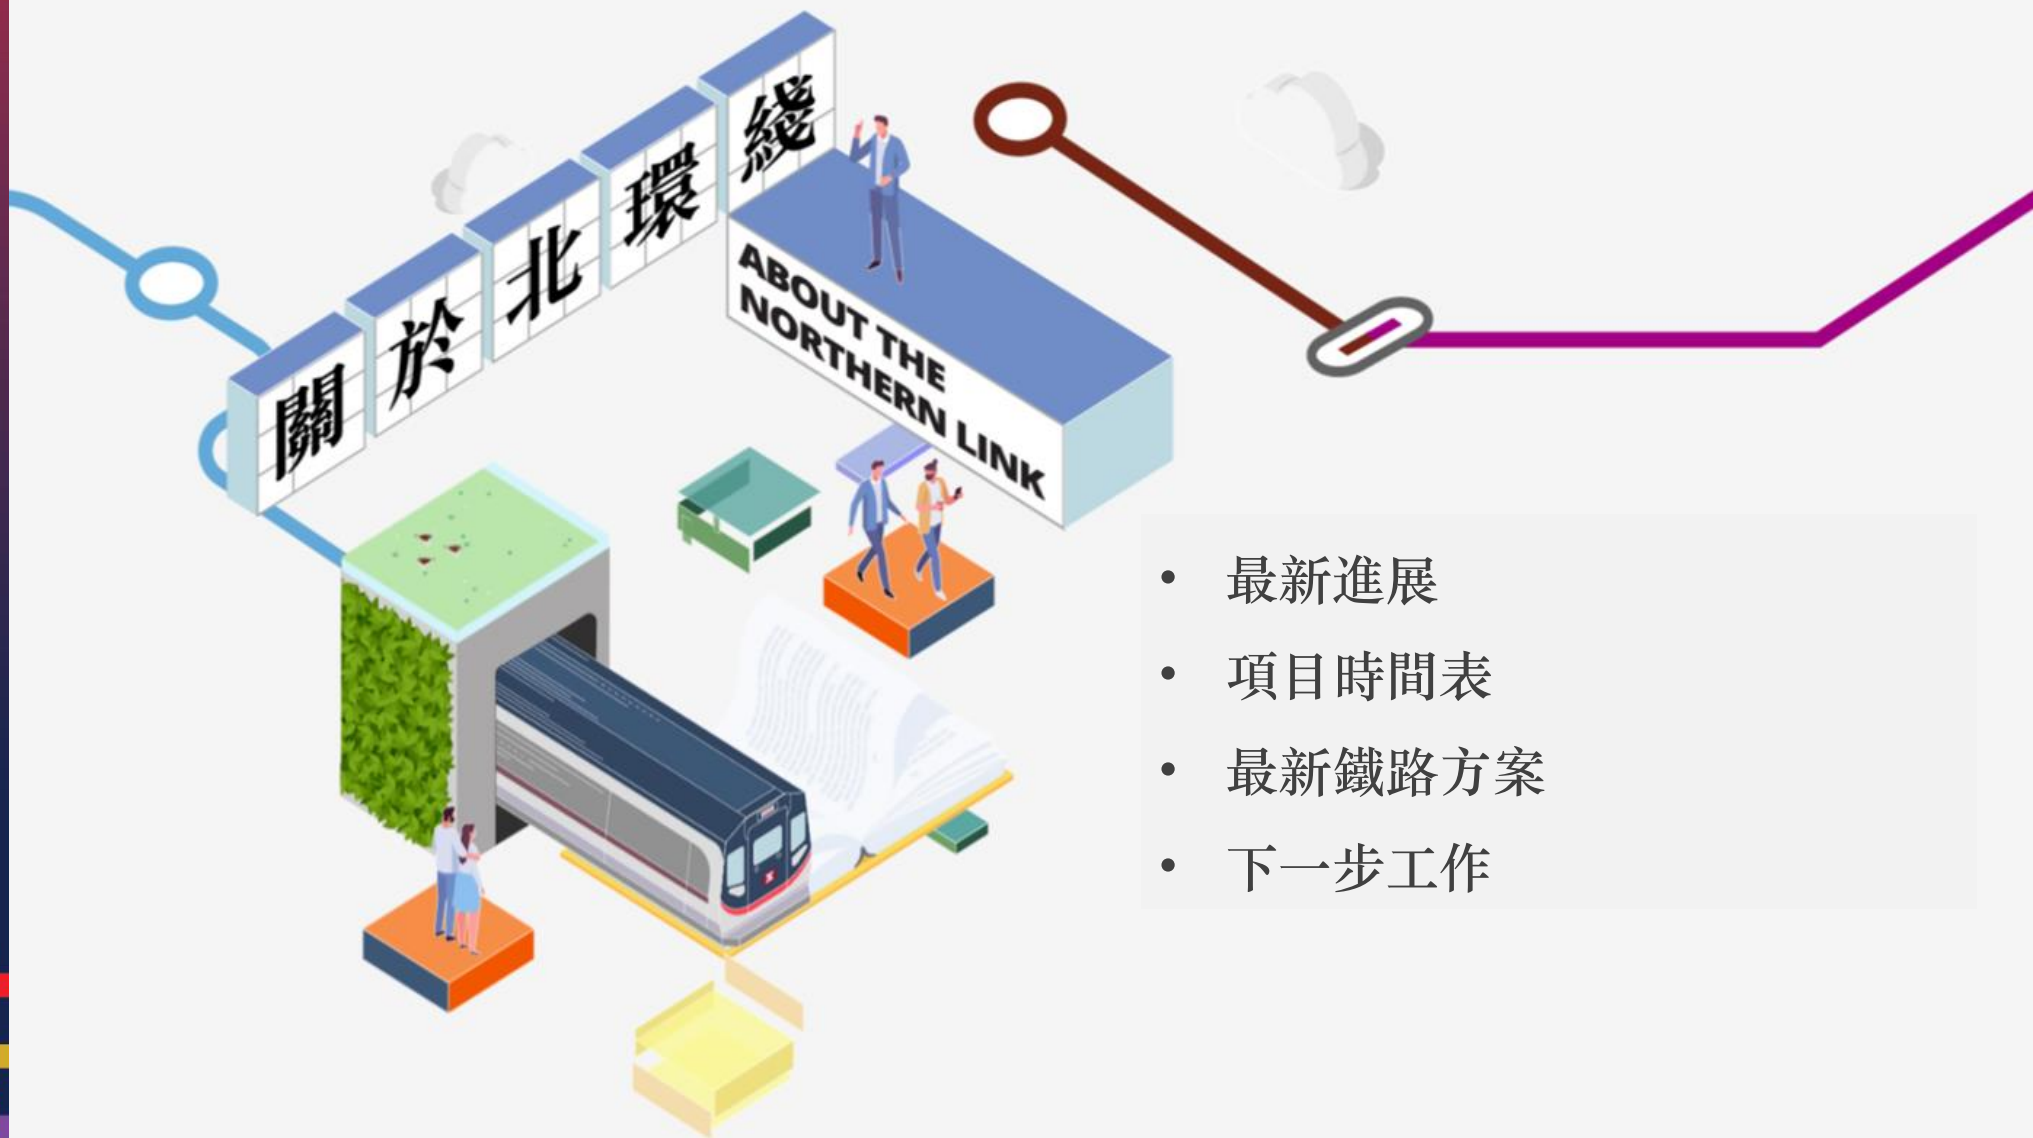 關於北環綫
ABOUT THE
NORTHERN LINK
• 最新進展
• 項目時間表
• 最新鐵路方案
• 下一步工作